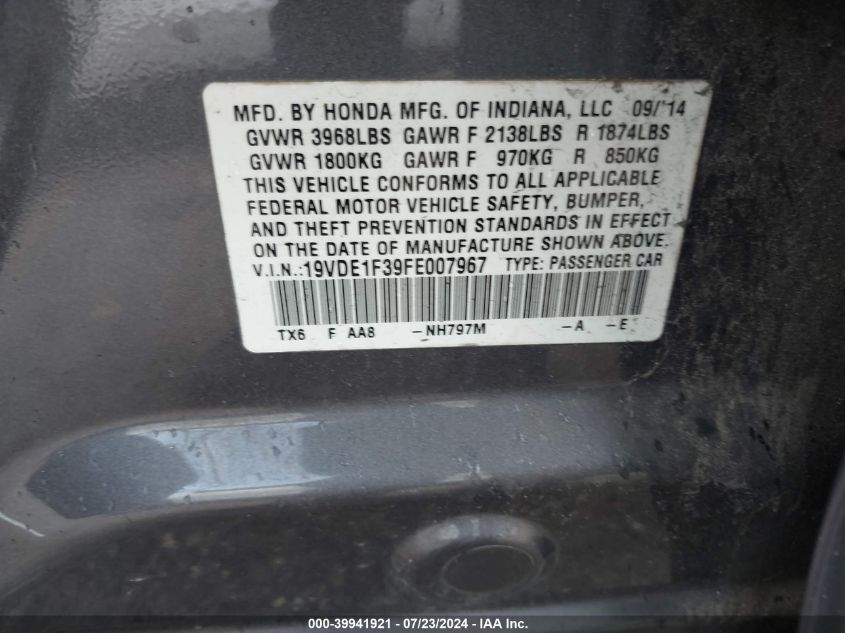 MFD. BY HONDA MFG. OF INDIANA, LLC 09/'14
GVWR 3968LBS GAWR F 2138LBS R 1874LBS
GVWR 1800KG GAWR F 970KG R 850KG
THIS VEHICLE CONFORMS TO ALL APPLICABLE
FEDERAL MOTOR VEHICLE SAFETY, BUMPER,
AND THEFT PREVENTION STANDARDS IN EFFECT
ON THE DATE OF MANUFACTURE SHOWN ABOVE.
V.I.N.:19VDE1F39FE007967 TYPE: PASSENGER CAR
TX6 F AA8 -NH797M -A -E
000-39941921 - 07/23/2024 - IAA Inc.